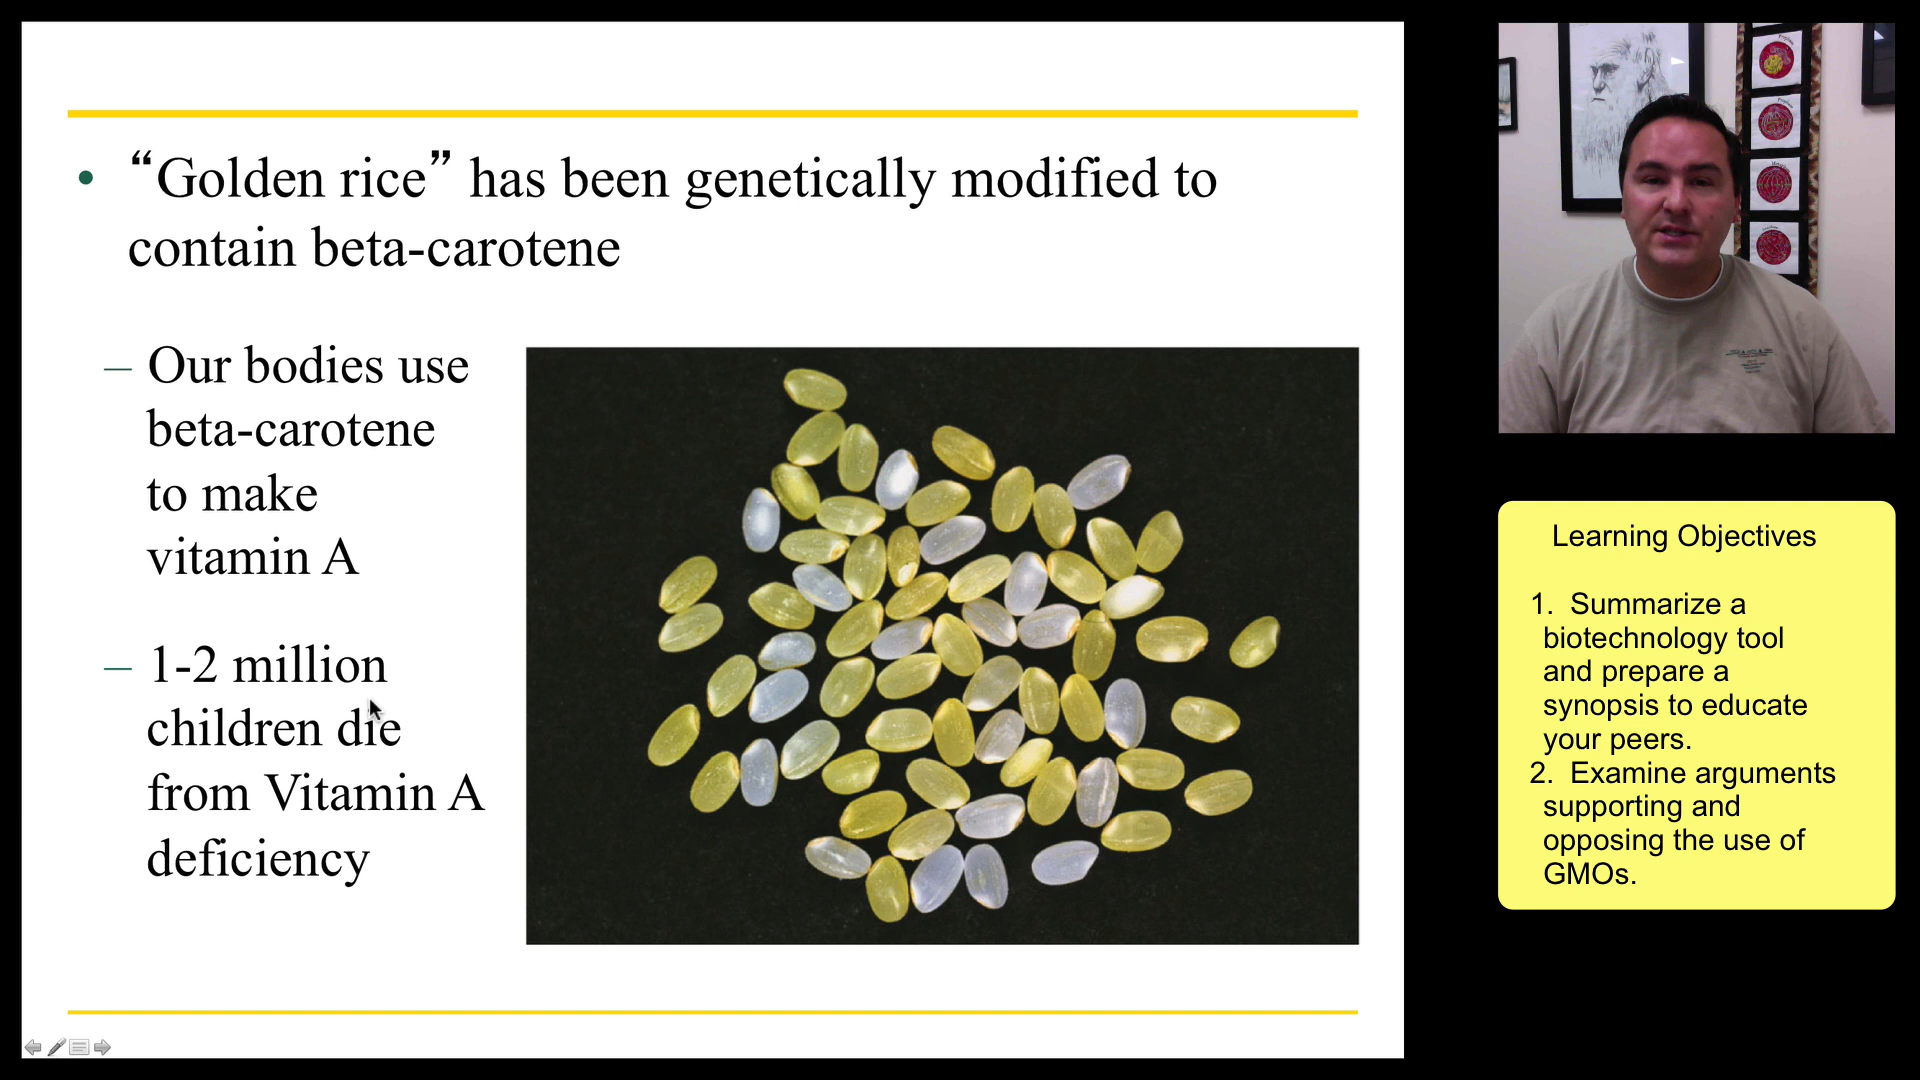 “Golden rice” has been genetically modified to
contain beta-carotene
– Our bodies use
beta-carotene
to make
vitamin A
– 1-2 million
children die
from Vitamin A
deficiency
Learning Objectives
1. Summarize a
biotechnology tool
and prepare a
synopsis to educate
your peers.
2. Examine arguments
supporting and
opposing the use of
GMOs.